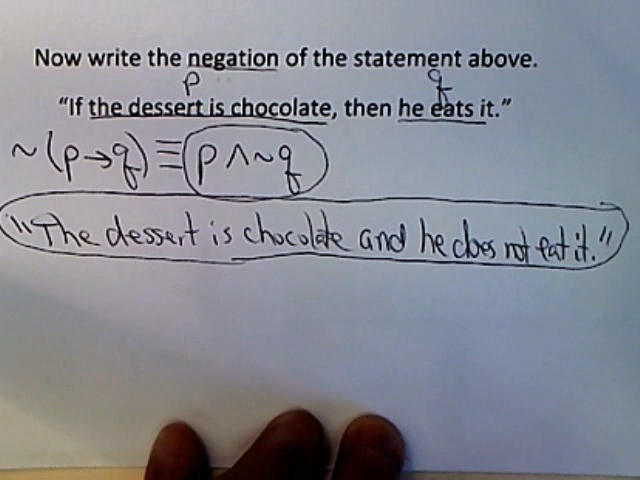 Now write the negation of the statement above.
p q
“If the dessert is chocolate, then he eats it.”
~(p→q) ≡ p ∧ ~q
"The dessert is chocolate and he does not eat it."